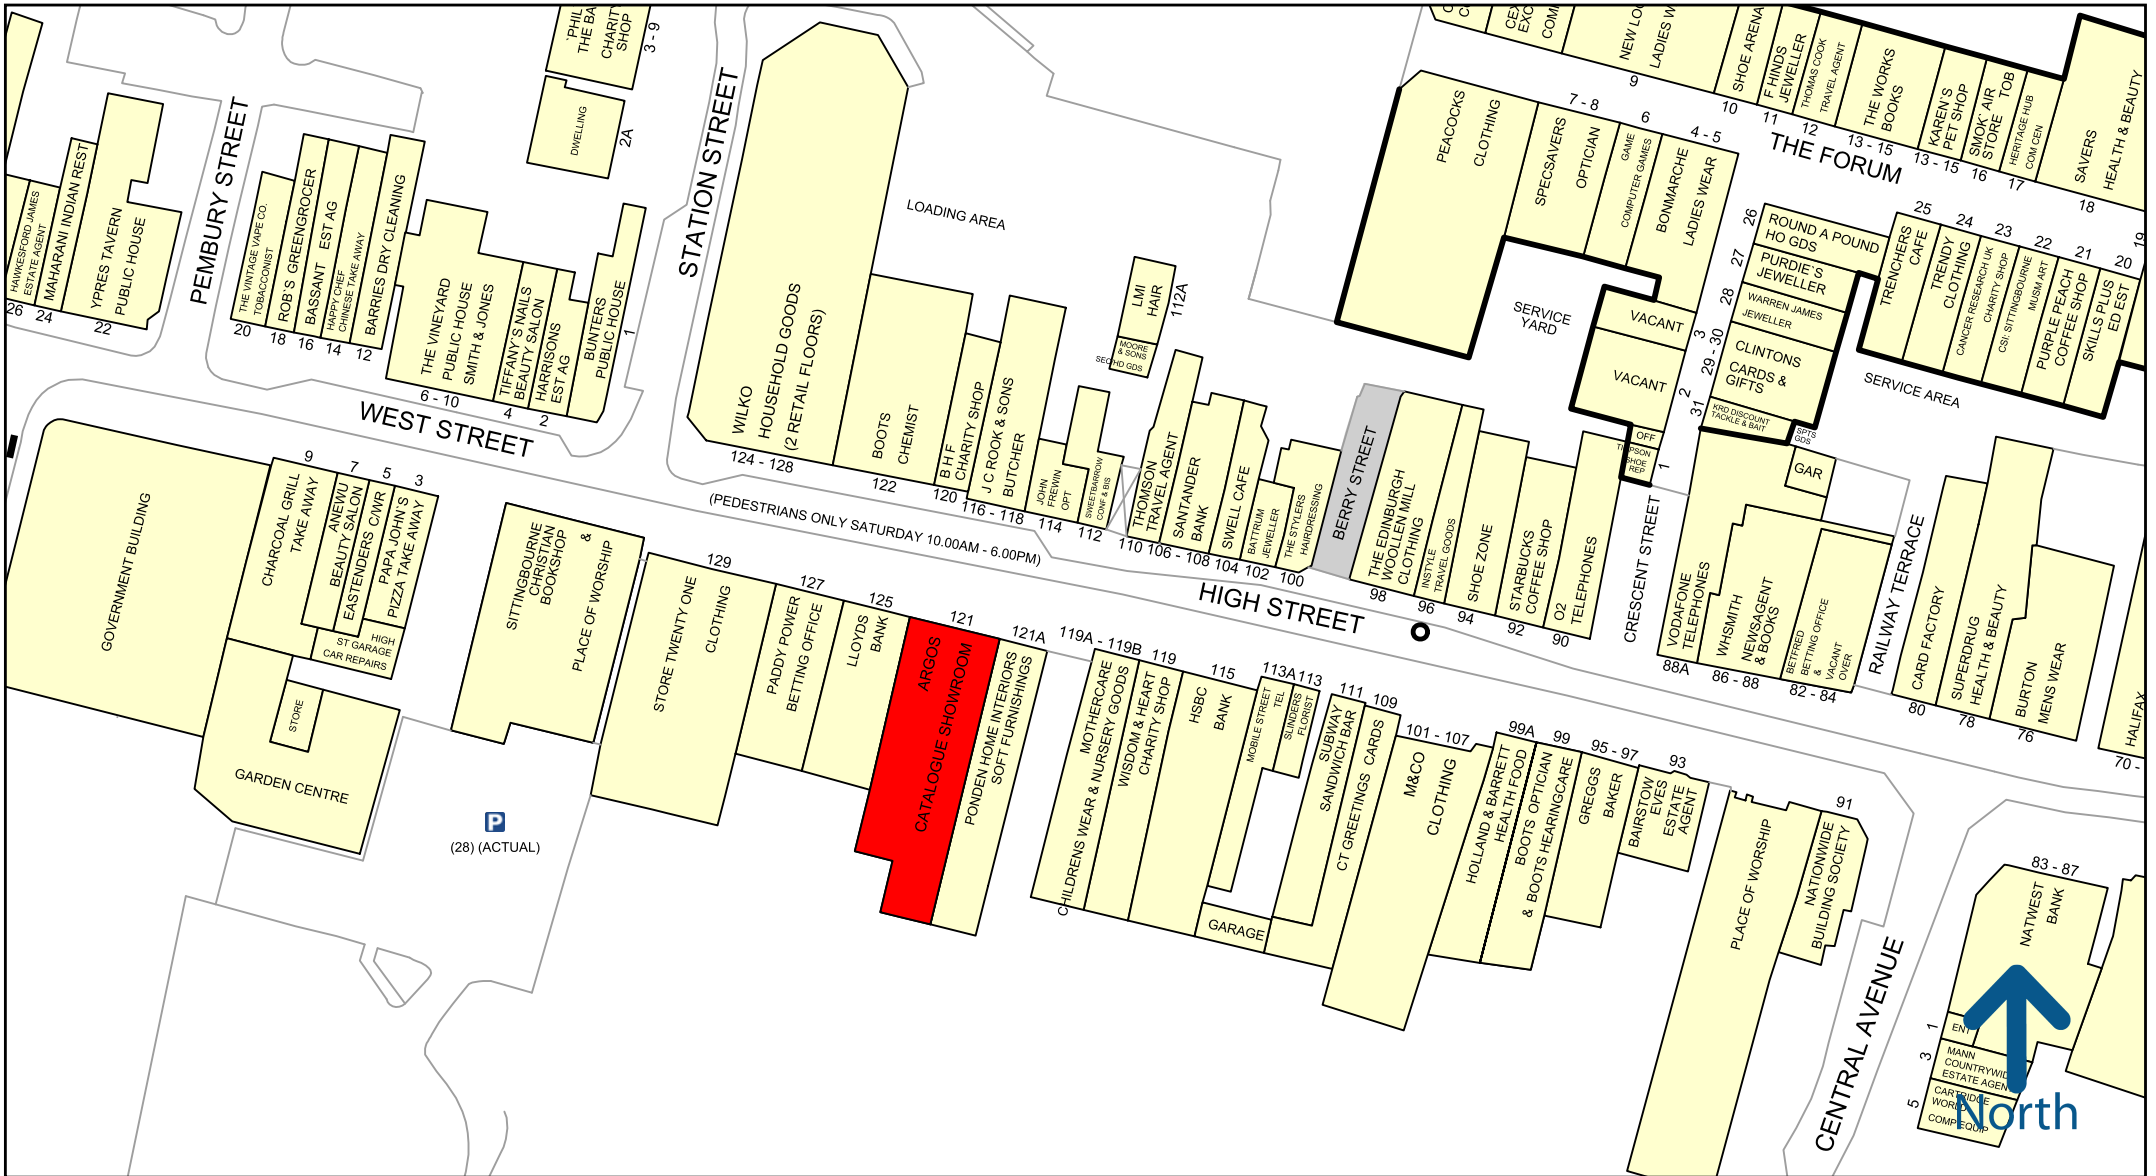 `PHIL
THE BA
CHARITY
SHOP
3 - 9
DWELLING
2A
STATION STREET
PEMBURY STREET
HAWKESFORD JAMES
ESTATE AGENT
26
MAHARANI INDIAN REST
24
YPRES TAVERN
PUBLIC HOUSE
22
THE VINTAGE VAPE CO.
TOBACCONIST
20
ROB`S GREENGROCER
18
BASSANT EST AG
16
HAPPY CHEF
CHINESE TAKE AWAY
14
BARRIES DRY CLEANING
12
THE VINEYARD
PUBLIC HOUSE
SMITH & JONES
6 - 10
TIFFANY`S NAILS
BEAUTY SALON
4
HARRISONS
EST AG
2
BUNTERS
PUBLIC HOUSE
1
WEST STREET
WILKO
HOUSEHOLD GOODS
(2 RETAIL FLOORS)
124 - 128
BOOTS
CHEMIST
122
B H F
CHARITY SHOP
120
J C ROOK & SONS
BUTCHER
116 - 118
JOHN
FREWIN
OPT
114
SWEETBARROW
CONF & BIS
112
LOADING AREA
LMI
HAIR
112A
MOORE
& SONS
SECHD GDS
THOMSON
TRAVEL AGENT
110
SANTANDER
BANK
106 - 108
SWELL CAFE
104
BATTRUM
JEWELLER
102
THE STYLERS
HAIRDRESSING
100
BERRY STREET
THE EDINBURGH
WOOLLEN MILL
CLOTHING
98
INSTYLE
TRAVEL GOODS
96
SHOE ZONE
94
STARBUCKS
COFFEE SHOP
92
O2
TELEPHONES
90
(PEDESTRIANS ONLY SATURDAY 10.00AM - 6.00PM)
HIGH STREET
CRESCENT STREET
PEACOCKS
CLOTHING
7 - 8
SPECSAVERS
OPTICIAN
6
GAME
COMPUTER GAMES
4 - 5
BONMARCHE
LADIES WEAR
SERVICE
YARD
VACANT
3
VACANT
2
OFF
TIMPSON
SHOE
REP
1
CEX
EXC
COM
NEW LOO
LADIES W
9
SHOE ARENA
10
F HINDS
JEWELLER
11
THOMAS COOK
TRAVEL AGENT
12
THE WORKS
BOOKS
13 - 15
KAREN`S
PET SHOP
13 - 15
SMOK` AIR
STORE TOB
16
HERITAGE HUB
COM CEN
17
SAVERS
HEALTH & BEAUTY
18
THE FORUM
26
ROUND A POUND
HO GDS
27
PURDIE`S
JEWELLER
28
WARREN JAMES
JEWELLER
29 - 30
CLINTONS
CARDS &
GIFTS
31
KRD DISCOUNT
TACKLE & BAIT
SPTS
GDS
GAR
TRENCHERS
CAFE
25
TRENDY
CLOTHING
24
CANCER RESEARCH UK
CHARITY SHOP
23
CSI: SITTINGBOURNE
MUSM ART
22
PURPLE PEACH
COFFEE SHOP
21
SKILLS PLUS
ED EST
20
19
SERVICE AREA
VODAFONE
TELEPHONES
88A
WHSMITH
NEWSAGENT
& BOOKS
86 - 88
BETFRED
BETTING OFFICE
&
VACANT
OVER
82 - 84
RAILWAY TERRACE
CARD FACTORY
80
SUPERDRUG
HEALTH & BEAUTY
78
BURTON
MENS WEAR
76
HALIFAX
70 -
GOVERNMENT BUILDING
9
CHARCOAL GRILL
TAKE AWAY
7
ANEWU
BEAUTY SALON
5
EASTENDERS C/WR
3
PAPA JOHN`S
PIZZA TAKE AWAY
HIGH
ST GARAGE
CAR REPAIRS
STORE
GARDEN CENTRE
SITTINGBOURNE
CHRISTIAN
BOOKSHOP
&
PLACE OF WORSHIP
P
(28) (ACTUAL)
129
STORE TWENTY ONE
CLOTHING
127
PADDY POWER
BETTING OFFICE
125
LLOYDS
BANK
121
ARGOS
CATALOGUE SHOWROOM
121A
PONDEN HOME INTERIORS
SOFT FURNISHINGS
119A - 119B
MOTHERCARE
CHILDRENS WEAR & NURSERY GOODS
119
WISDOM & HEART
CHARITY SHOP
115
HSBC
BANK
113A
MOBILE STREET
TEL
113
SLINDERS
FLORIST
GARAGE
111
SUBWAY
SANDWICH BAR
109
CT GREETINGS CARDS
101 - 107
M&CO
CLOTHING
99A
HOLLAND & BARRETT
HEALTH FOOD
99
BOOTS OPTICIAN
& BOOTS HEARINGCARE
95 - 97
GREGGS
BAKER
93
BAIRSTOW
EVES
ESTATE
AGENT
PLACE OF WORSHIP
91
NATIONWIDE
BUILDING SOCIETY
CENTRAL AVENUE
83 - 87
NATWEST
BANK
1
ENT
3
MANN
COUNTRYWIDE
ESTATE AGEN
5
CARTRIDGE
WORLD
COMP EQUIP
North